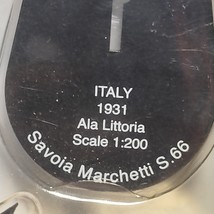 ITALY
1931
Ala Littoria
Scale 1:200
Savoia Marchetti S.66